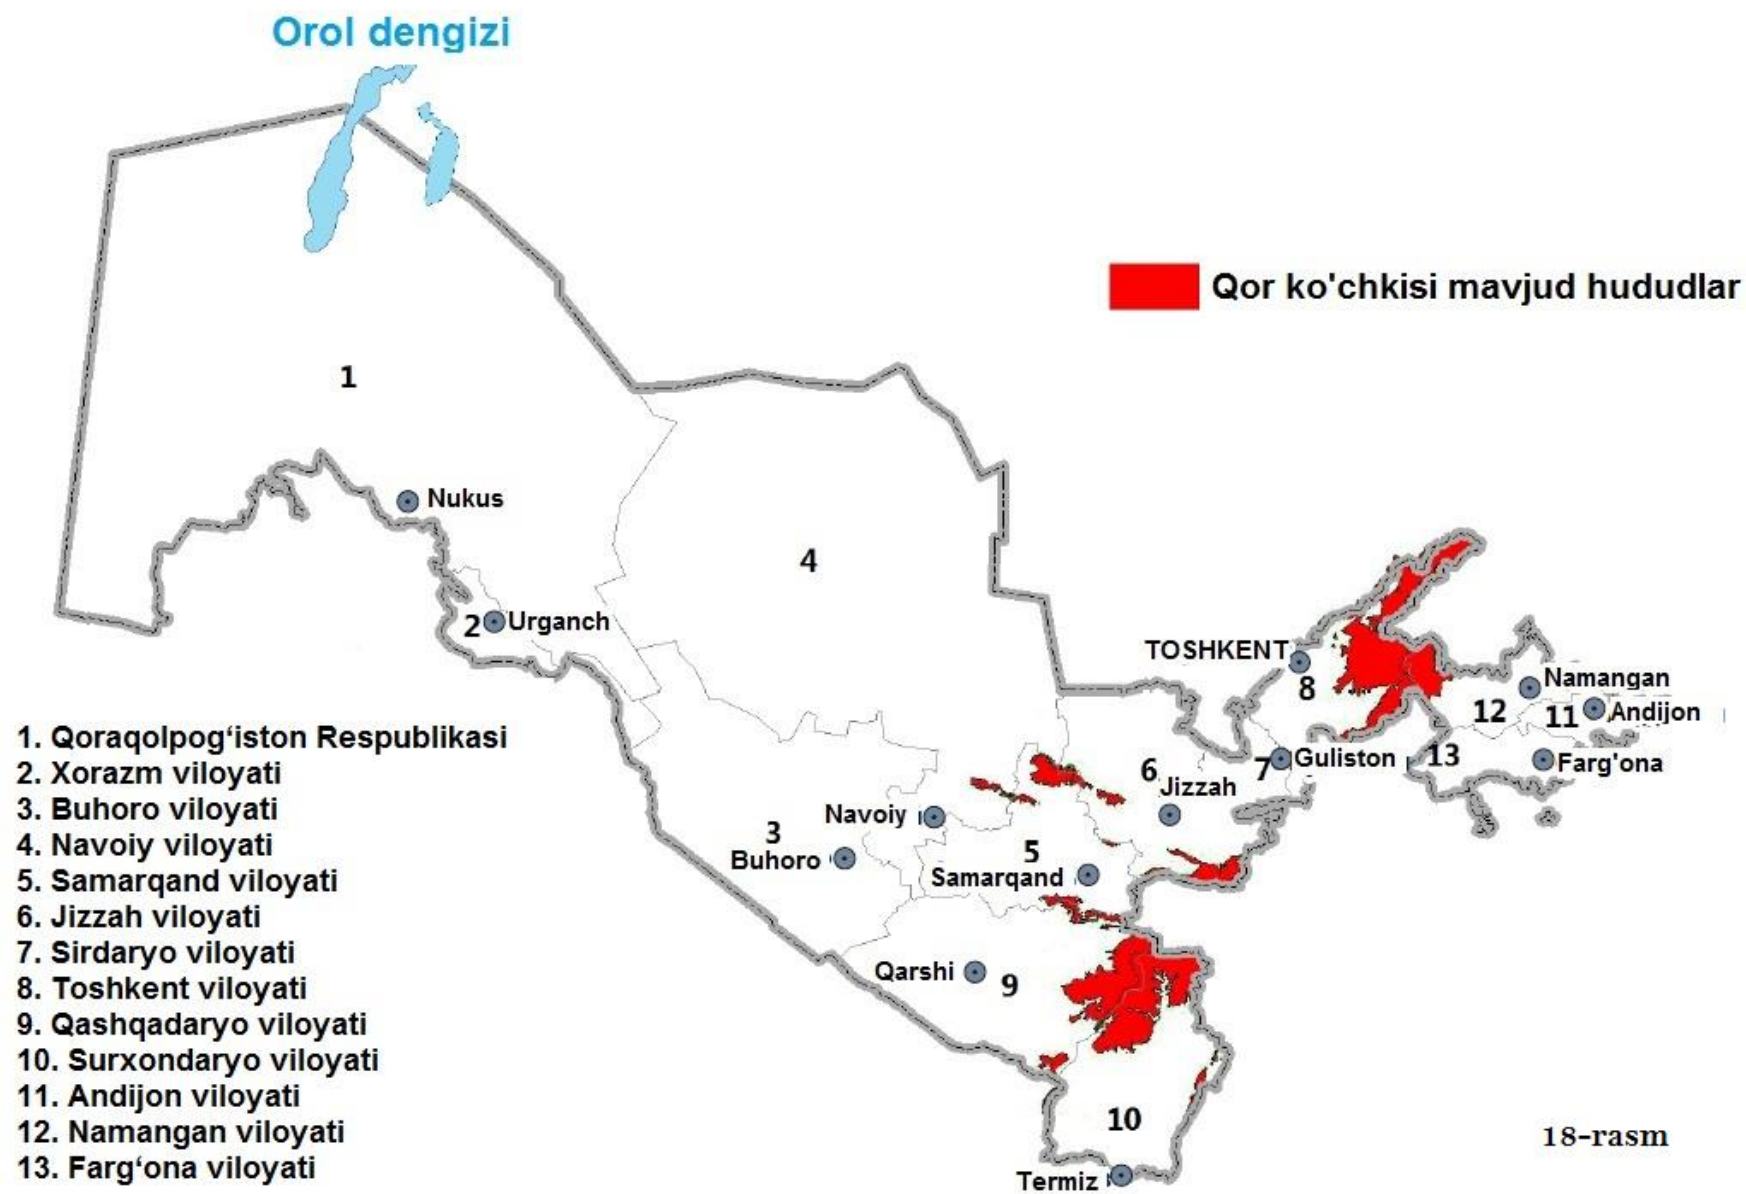 Orol dengizi
Qor ko'chkisi mavjud hududlar
1
Nukus
4
2
Urganch
TOSHKENT
8
Namangan
12
11
Andijon
13
Farg'ona
7
Guliston
6
Jizzah
Navoiy
3
Buhoro
5
Samarqand
Qarshi
9
10
Termiz
1. Qoraqolpog‘iston Respublikasi
2. Xorazm viloyati
3. Buhoro viloyati
4. Navoiy viloyati
5. Samarqand viloyati
6. Jizzah viloyati
7. Sirdaryo viloyati
8. Toshkent viloyati
9. Qashqadaryo viloyati
10. Surxondaryo viloyati
11. Andijon viloyati
12. Namangan viloyati
13. Farg‘ona viloyati
18-rasm